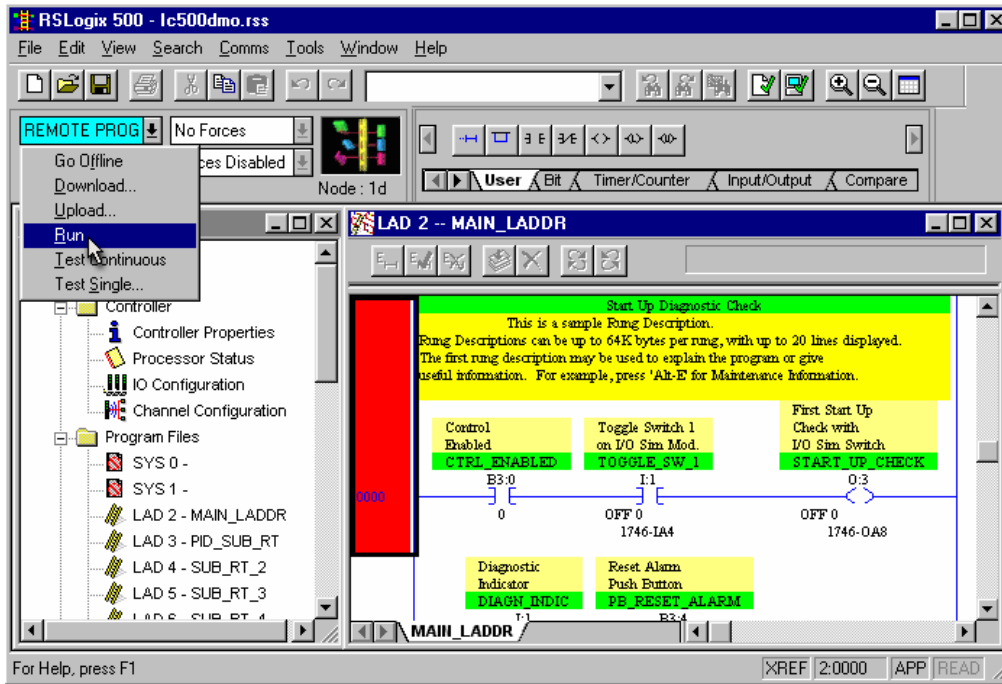 RSLogix 500 - lc500dmo.rss
File Edit View Search Comms Tools Window Help
REMOTE PROG
No Forces
ces Disabled
Node : 1d
User
Bit
Timer/Counter
Input/Output
Compare
Go Offline
Download...
Upload...
Run
Test Continuous
Test Single...
Controller
Controller Properties
Processor Status
IO Configuration
Channel Configuration
Program Files
SYS 0 -
SYS 1 -
LAD 2 - MAIN_LADDR
LAD 3 - PID_SUB_RT
LAD 4 - SUB_RT_2
LAD 5 - SUB_RT_3
LAD 6 - SUB_RT_4
LAD 2 -- MAIN_LADDR
Start Up Diagnostic Check
This is a sample Rung Description.
Rung Descriptions can be up to 64K bytes per rung, with up to 20 lines displayed.
The first rung description may be used to explain the program or give
useful information. For example, press 'Alt-E' for Maintenance Information.
Control
Enabled
CTRL_ENABLED
B3:0
0
Toggle Switch 1
on I/O Sim Mod.
TOGGLE_SW_1
I:1
OFF 0
1746-IA4
First Start Up
Check with
I/O Sim Switch
START_UP_CHECK
O:3
OFF 0
1746-OA8
0000
Diagnostic
Indicator
DIAGN_INDIC
I:1
Reset Alarm
Push Button
PB_RESET_ALARM
B3:4
MAIN_LADDR
For Help, press F1
XREF
2:0000
APP
READ